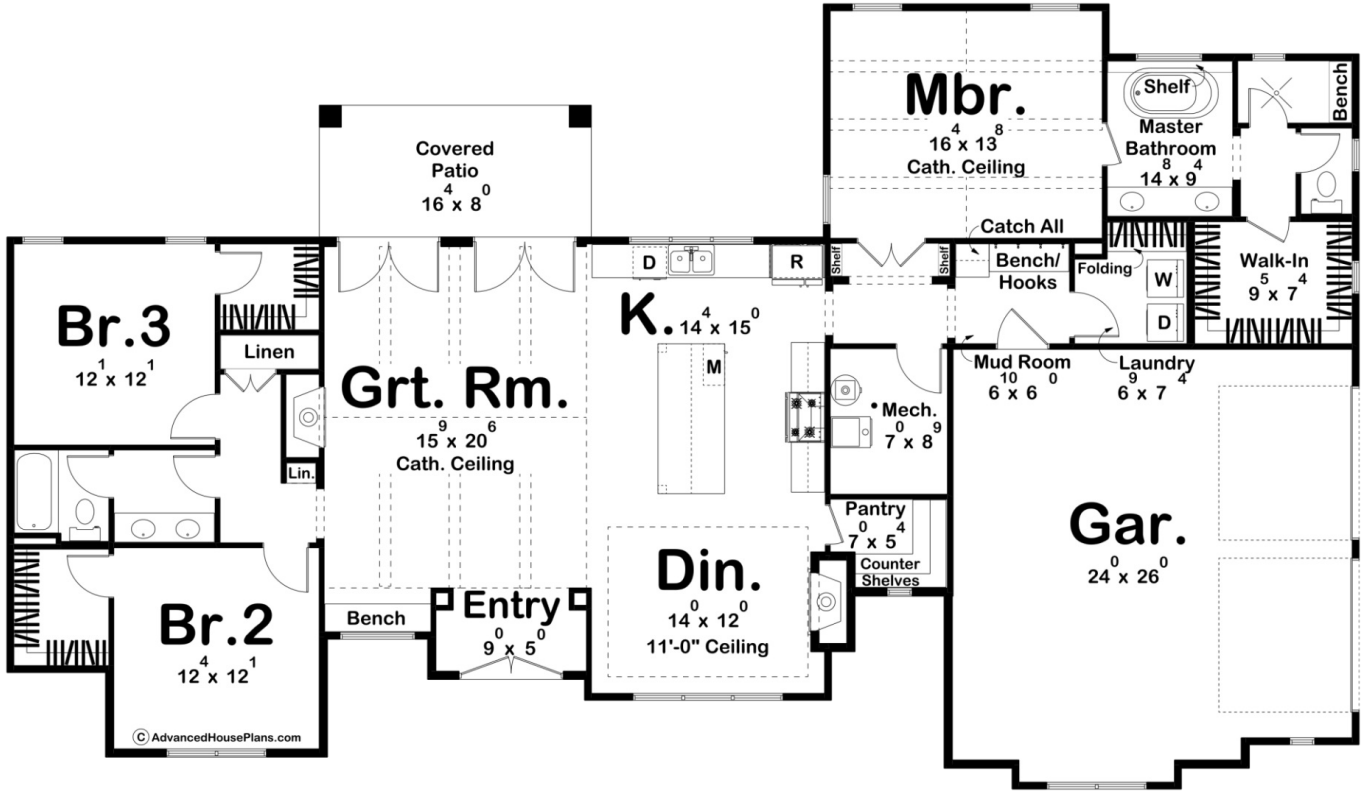 Mbr.
16⁴ x 13⁸
Cath. Ceiling
Shelf
Bench
Master
Bathroom
14⁸ x 9⁴
Covered
Patio
16⁴ x 8⁰
Catch All
Bench/
Hooks
Shelf
Shelf
Folding
W
D
Walk-In
9⁵ x 7⁴
Mud Room
6¹⁰ x 6⁰
Laundry
6⁹ x 7⁴
D
R
K. 14⁴ x 15⁰
M
Br.3
12¹ x 12¹
Linen
Grt. Rm.
15⁹ x 20⁶
Cath. Ceiling
Lin.
Mech.
7⁰ x 8⁹
Pantry
7⁰ x 5⁴
Counter
Shelves
Gar.
24⁰ x 26⁰
Din.
14⁰ x 12⁰
11'-0" Ceiling
Entry
9⁰ x 5⁰
Bench
Br.2
12⁴ x 12¹
© AdvancedHousePlans.com